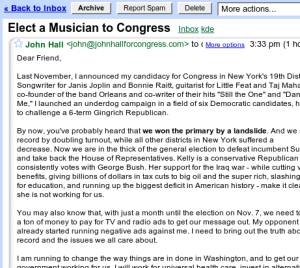 « Back to Inbox Archive Report Spam Delete More actions...
Elect a Musician to Congress Inbox kde
John Hall <john@johnhallforcongress.com> to c More options 3:33 pm (1 ho
Dear Friend,
Last November, I announced my candidacy for Congress in New York's 19th Dist
Songwriter for Janis Joplin and Bonnie Raitt, guitarist for Little Feat and Taj Maha
co-founder of the band Orleans and co-writer of their hits "Still the One" and "Dan
Me," I launched an underdog campaign in a field of six Democratic candidates, h
to challenge a 6-term Gingrich Republican.
By now, you've probably heard that we won the primary by a landslide. And we s
record by doubling turnout, while all other districts in New York suffered a
decrease. Now we are in the thick of the general election to defeat incumbent Su
and take back the House of Representatives. Kelly is a conservative Republican
consistently votes with George Bush. Her support for the Iraq war - while cutting v
benefits, giving billions of dollars in tax cuts to big oil and the super rich, slashing
for education, and running up the biggest deficit in American history - make it clea
she is not working for us.
You may also know that, with just a month until the election on Nov. 7, we need to
a ton of money to pay for TV and radio ads to get our message out. My opponent
already started running negative ads against me. I need to bring out the truth abo
record and the issues we all care about.
I am running to change the way things are in done in Washington, and to get our
government working for us. I will work for universal health care, invest in alternat